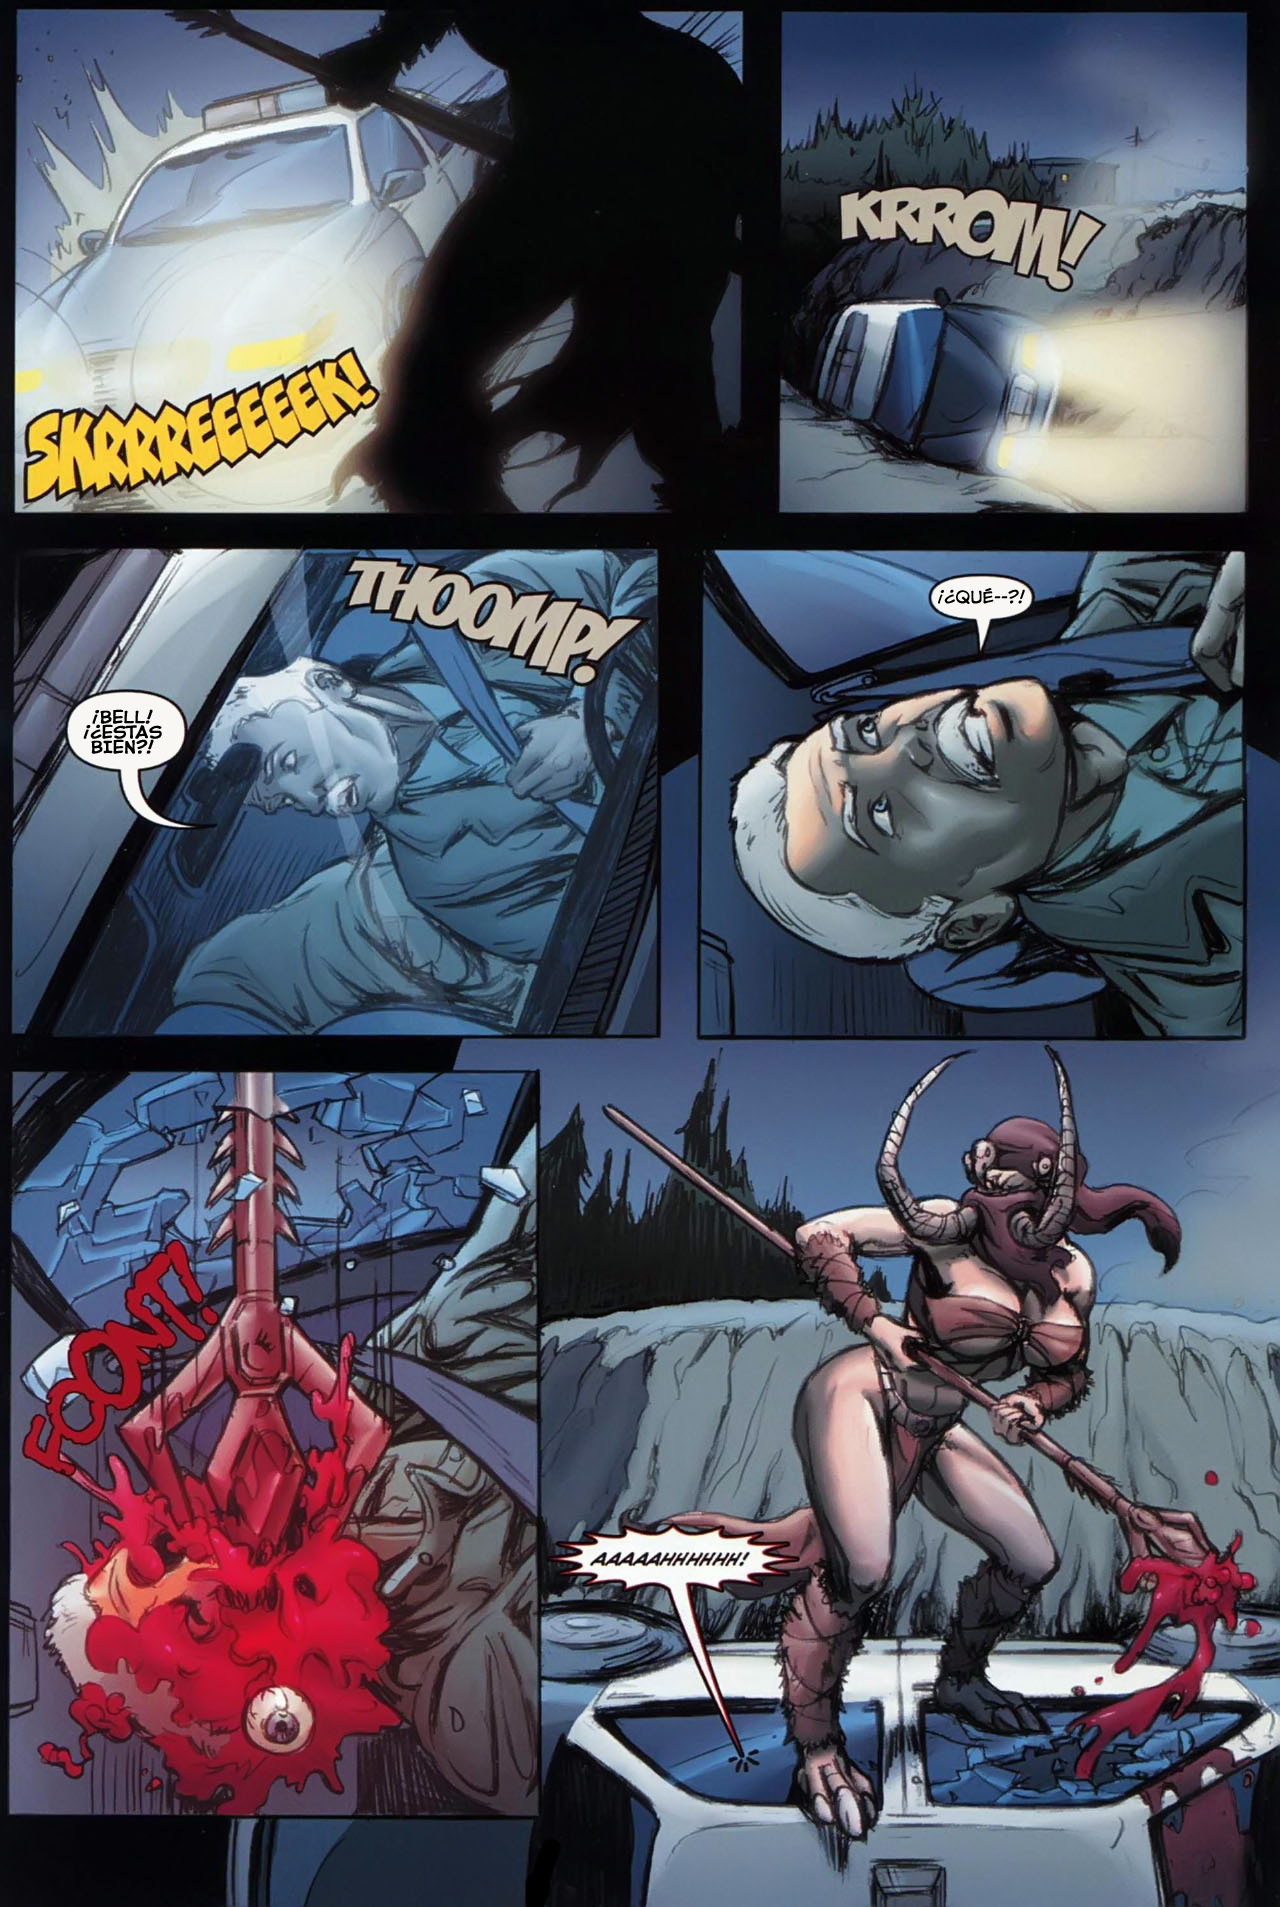 SKRRREEEEEK!
KRROM!
THOOMP!
¡BELL!
¡¿ESTAS
BIEN?!
¡¿QUÉ--?!
FOONT!
AAAAAHHHHHH!